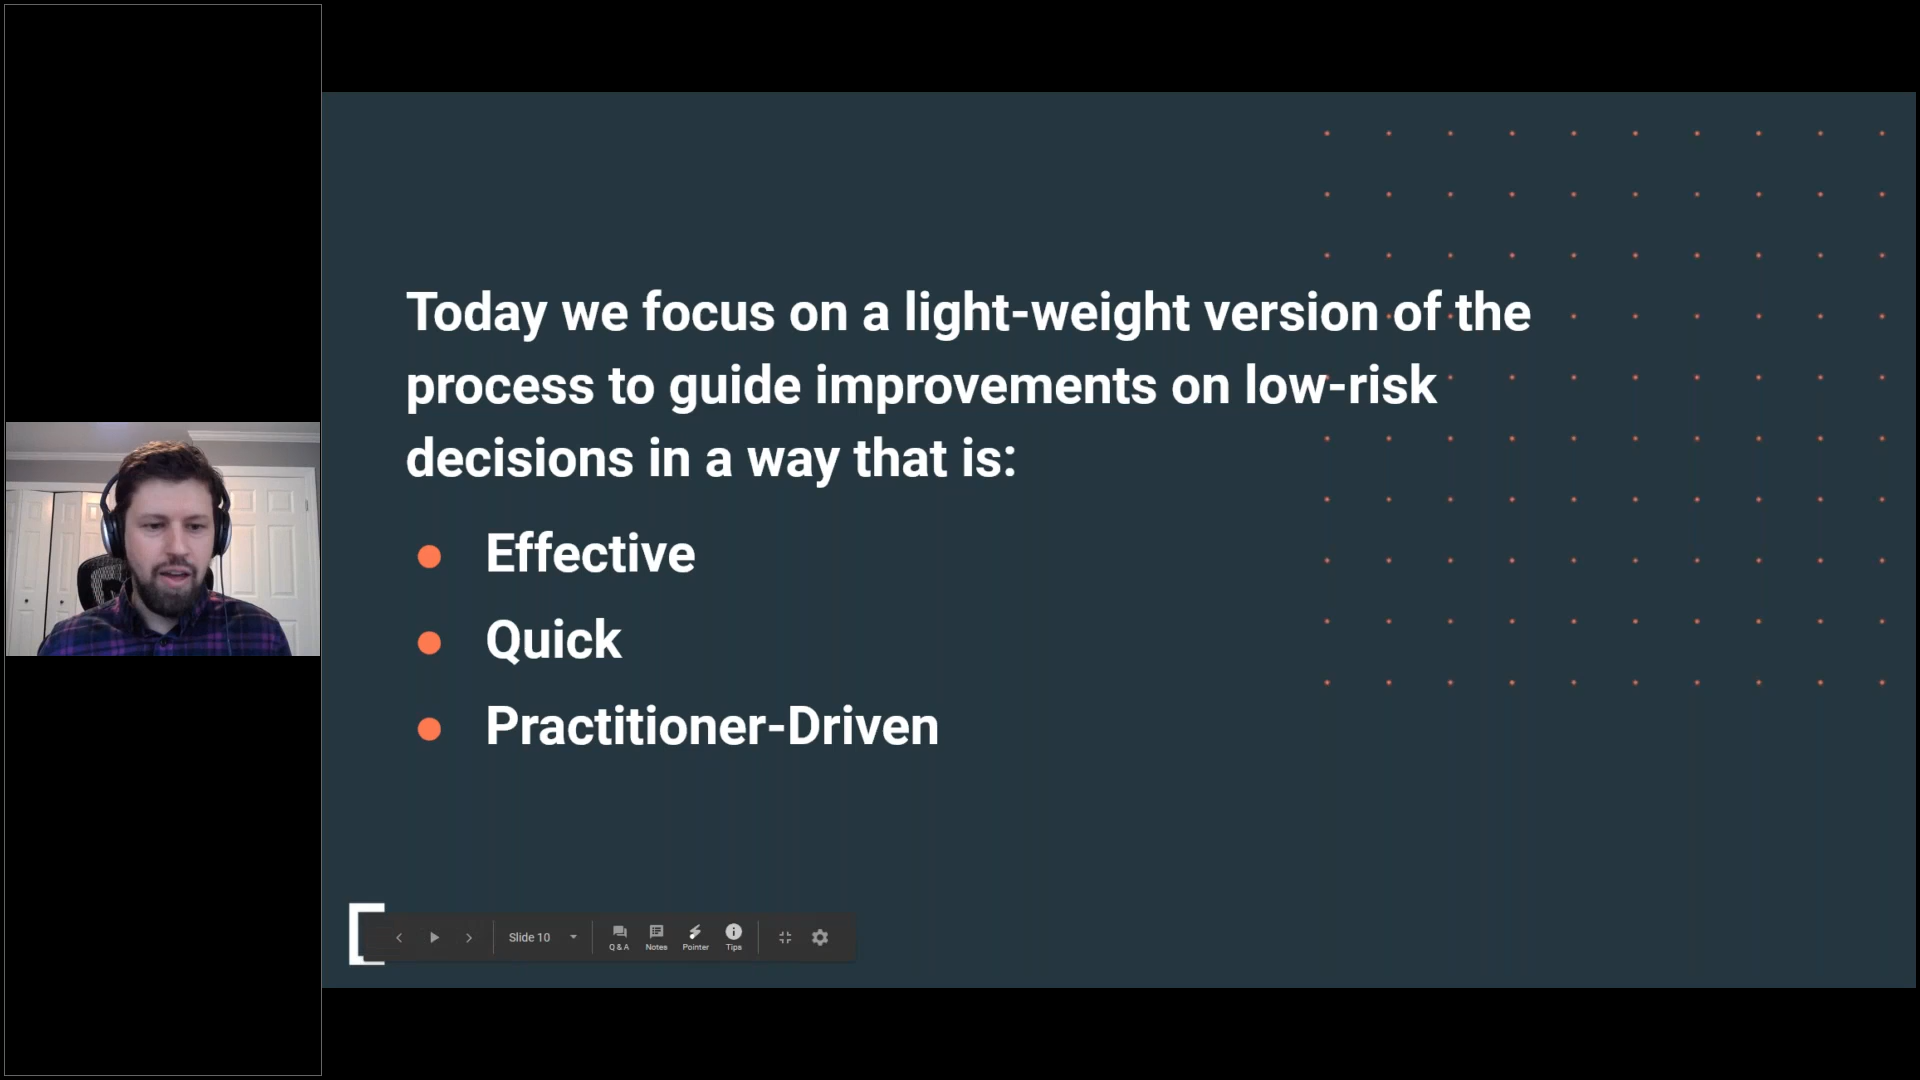 Today we focus on a light-weight version of the
process to guide improvements on low-risk
decisions in a way that is:
Effective
Quick
Practitioner-Driven
Slide 10
Q & A
Notes
Pointer
Tips